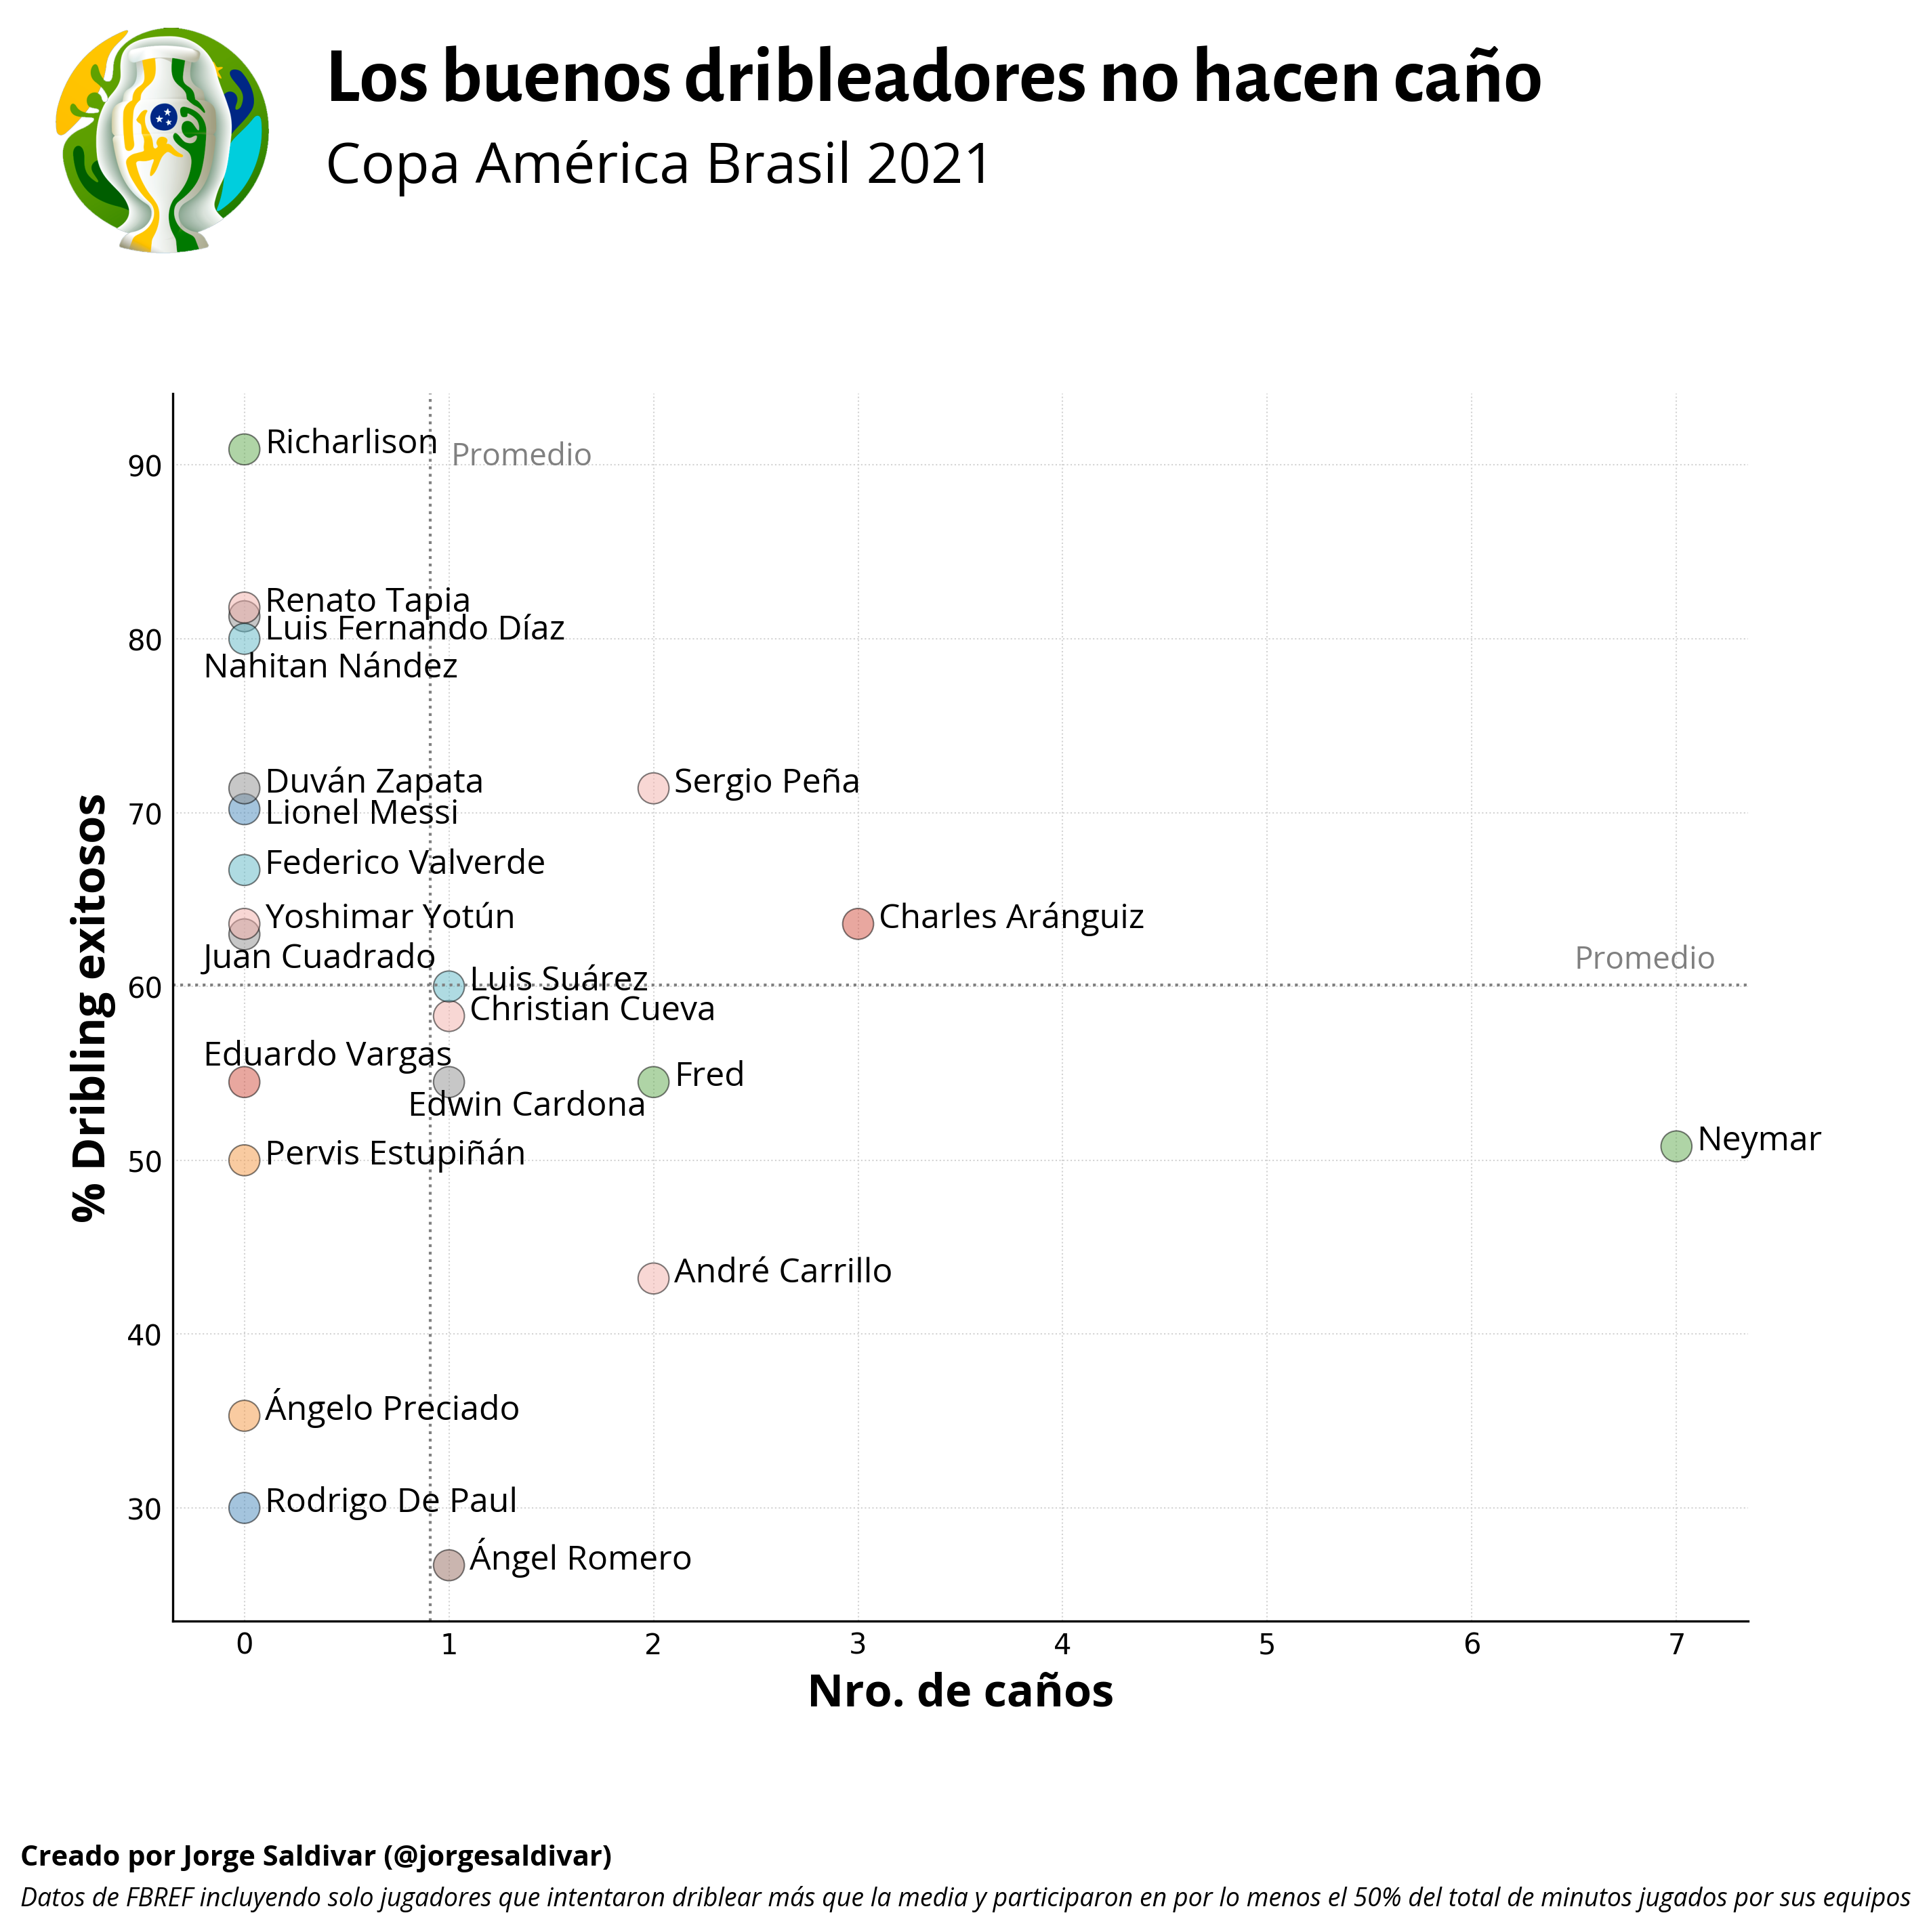 Los buenos dribleadores no hacen caño
Copa América Brasil 2021
Richarlison
Promedio
90
Renato Tapia
Luis Fernando Díaz
80
Nahitan Nández
Duván Zapata
Sergio Peña
Lionel Messi
70
Federico Valverde
Yoshimar Yotún
Charles Aránguiz
Juan Cuadrado
Promedio
Luis Suárez
60
Christian Cueva
Eduardo Vargas
Fred
Edwin Cardona
Neymar
Pervis Estupiñán
50
André Carrillo
40
Ángelo Preciado
Rodrigo De Paul
30
Ángel Romero
% Dribling exitosos
0 1 2 3 4 5 6 7
Nro. de caños
Creado por Jorge Saldivar (@jorgesaldivar)
Datos de FBREF incluyendo solo jugadores que intentaron driblear más que la media y participaron en por lo menos el 50% del total de minutos jugados por sus equipos